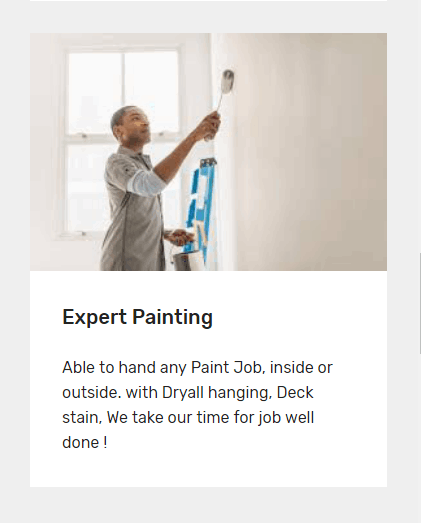 Expert Painting
Able to hand any Paint Job, inside or
outside. with Dryall hanging, Deck
stain, We take our time for job well
done !